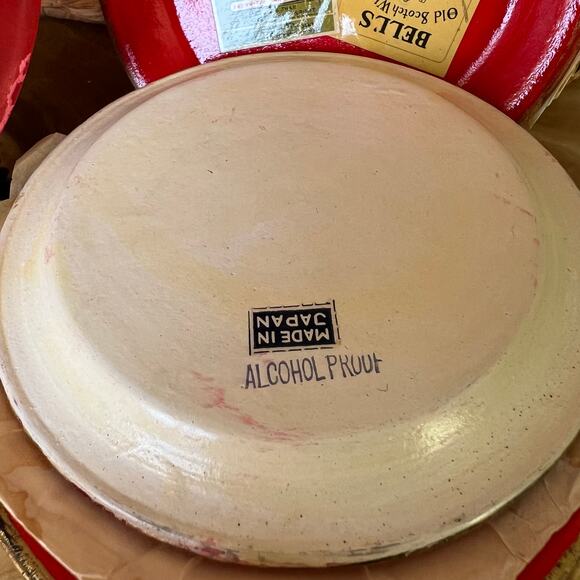 BELL'S
Old Scotch W
MADE IN
JAPAN
ALCOHOL PROOF